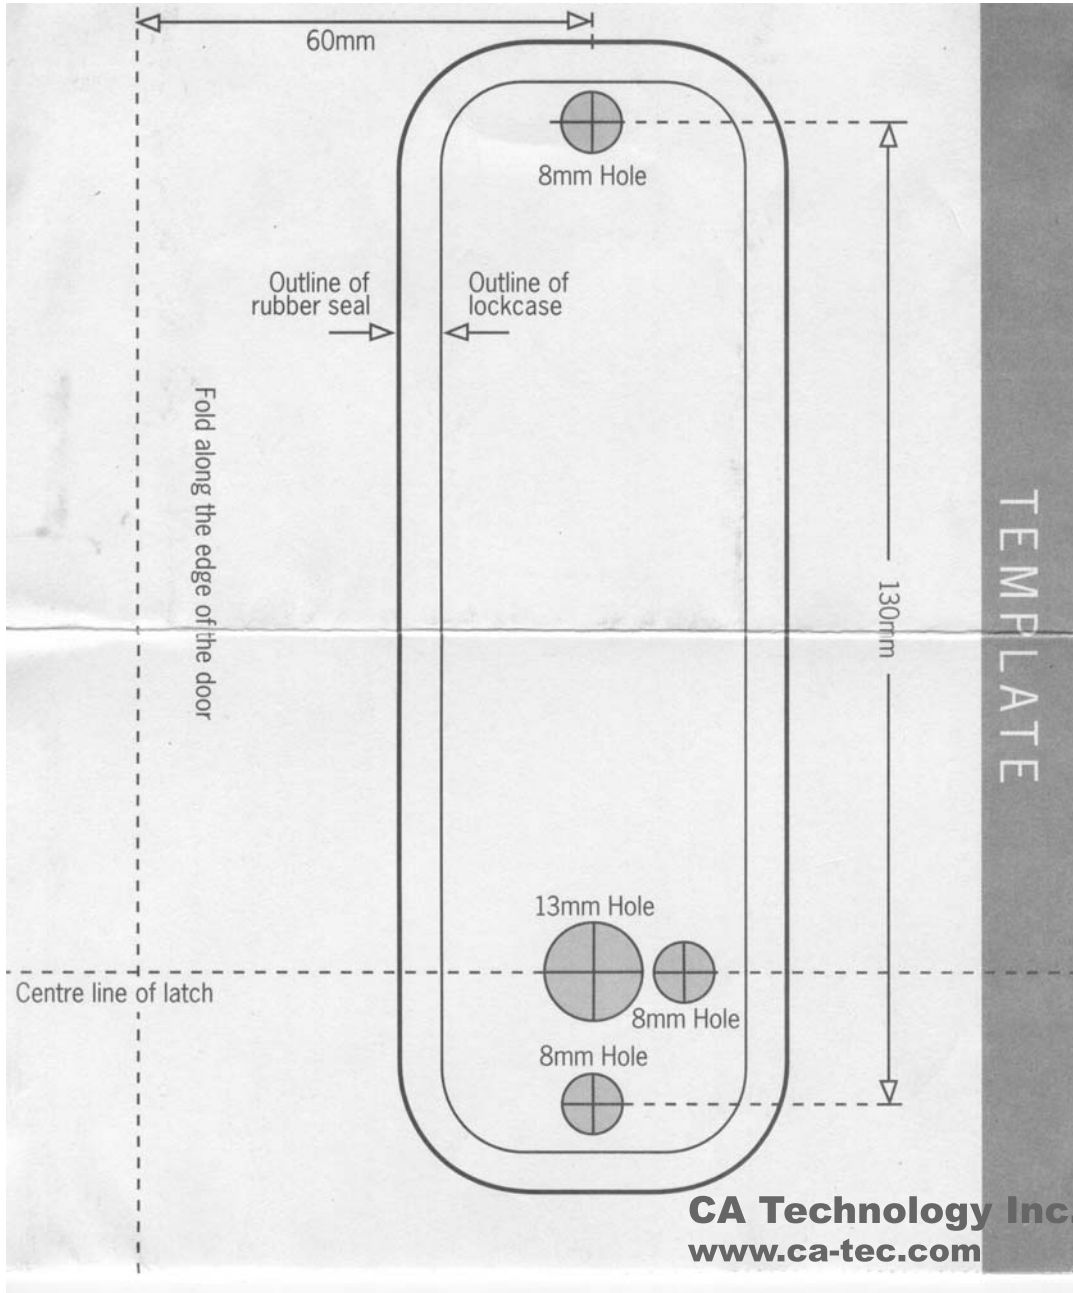 60mm
8mm Hole
Outline of
rubber seal
Outline of
lockcase
Fold along the edge of the door
130mm
TEMPLATE
13mm Hole
Centre line of latch
8mm Hole
8mm Hole
CA Technology Inc.
www.ca-tec.com